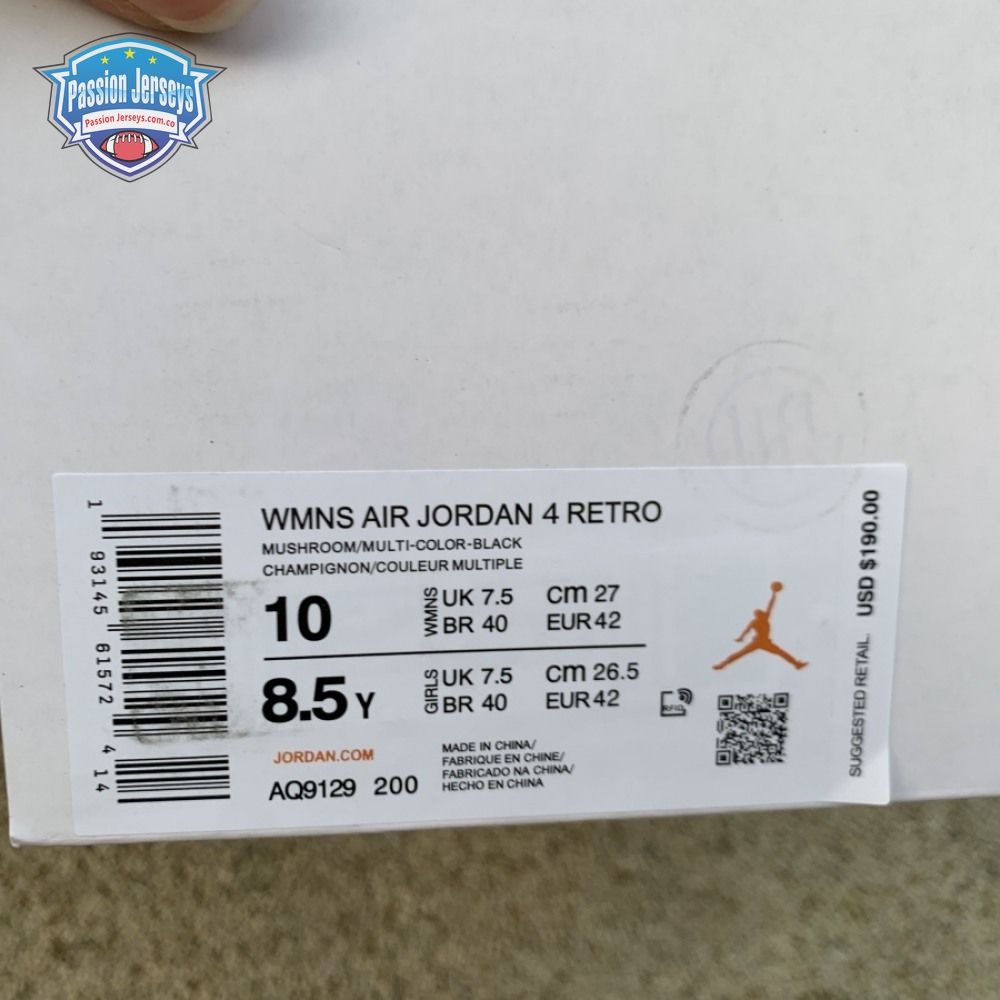 Passion Jerseys
Passion Jerseys.com.co
WMNS AIR JORDAN 4 RETRO
MUSHROOM/MULTI-COLOR-BLACK
CHAMPIGNON/COULEUR MULTIPLE
10
WMNS
UK 7.5 cm 27
BR 40 EUR 42
8.5 Y
GIRLS
UK 7.5 cm 26.5
BR 40 EUR 42
RFID
JORDAN.COM
AQ9129 200
MADE IN CHINA/
FABRIQUE EN CHINE/
FABRICADO NA CHINA/
HECHO EN CHINA
1 93145 61572 4 14
SUGGESTED RETAIL USD $190.00